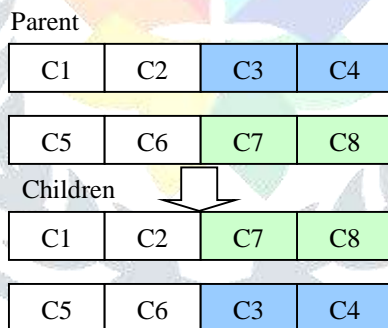 Parent
C1 C2 C3 C4
C5 C6 C7 C8
Children
C1 C2 C7 C8
C5 C6 C3 C4